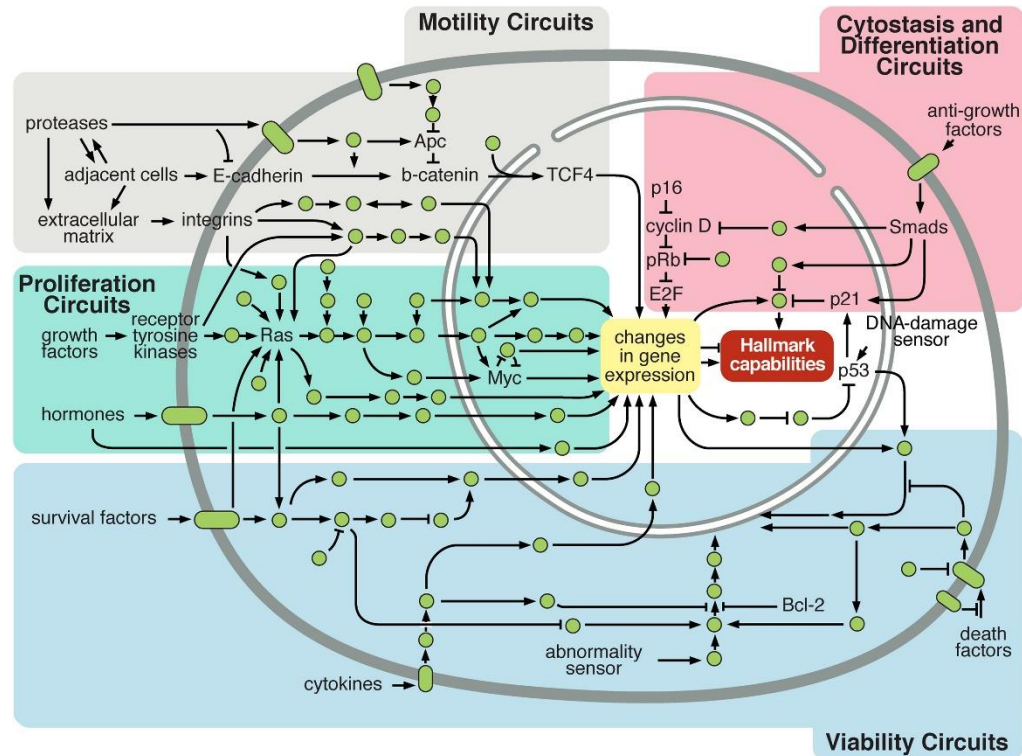 Motility Circuits
Cytostasis and
Differentiation
Circuits
proteases
anti-growth
factors
Apc
adjacent cells
E-cadherin
b-catenin
TCF4
p16
extracellular
matrix
integrins
cyclin D
Smads
pRb
Proliferation
Circuits
E2F
p21
growth
factors
receptor
tyrosine
kinases
Ras
changes
in gene
expression
DNA-damage
sensor
Hallmark
capabilities
p53
Myc
hormones
survival factors
Bcl-2
abnormality
sensor
death
factors
cytokines
Viability Circuits